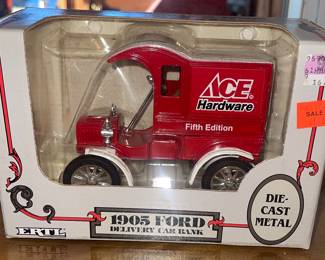 ACE
Hardware
Fifth Edition
SALE
DIE-
CAST
METAL
1905 FORD
DELIVERY CAR BANK
ERTL